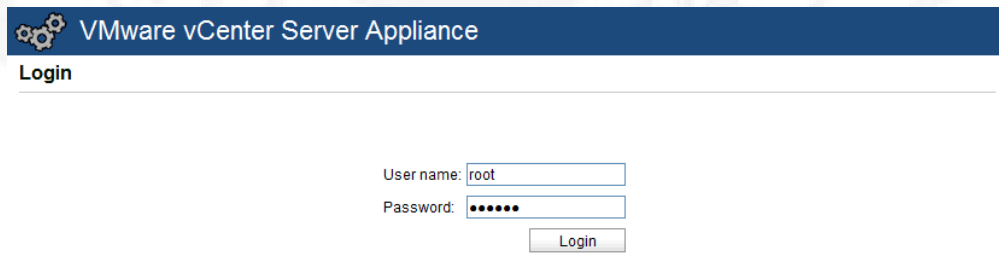 VMware vCenter Server Appliance
Login
User name: root
Password: ●●●●●●
Login